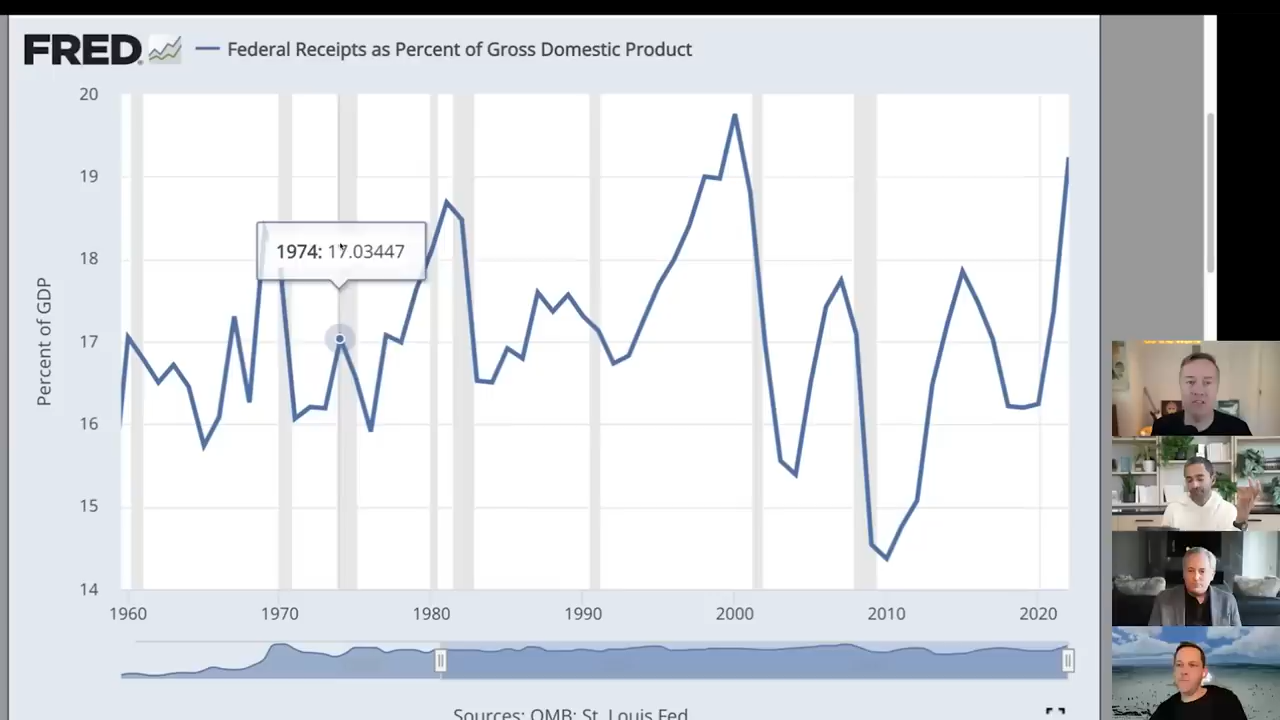 FRED
Federal Receipts as Percent of Gross Domestic Product
Percent of GDP
20
19
18
17
16
15
14
1974: 17.03447
1960 1970 1980 1990 2000 2010 2020
Sources: OMB; St. Louis Fed